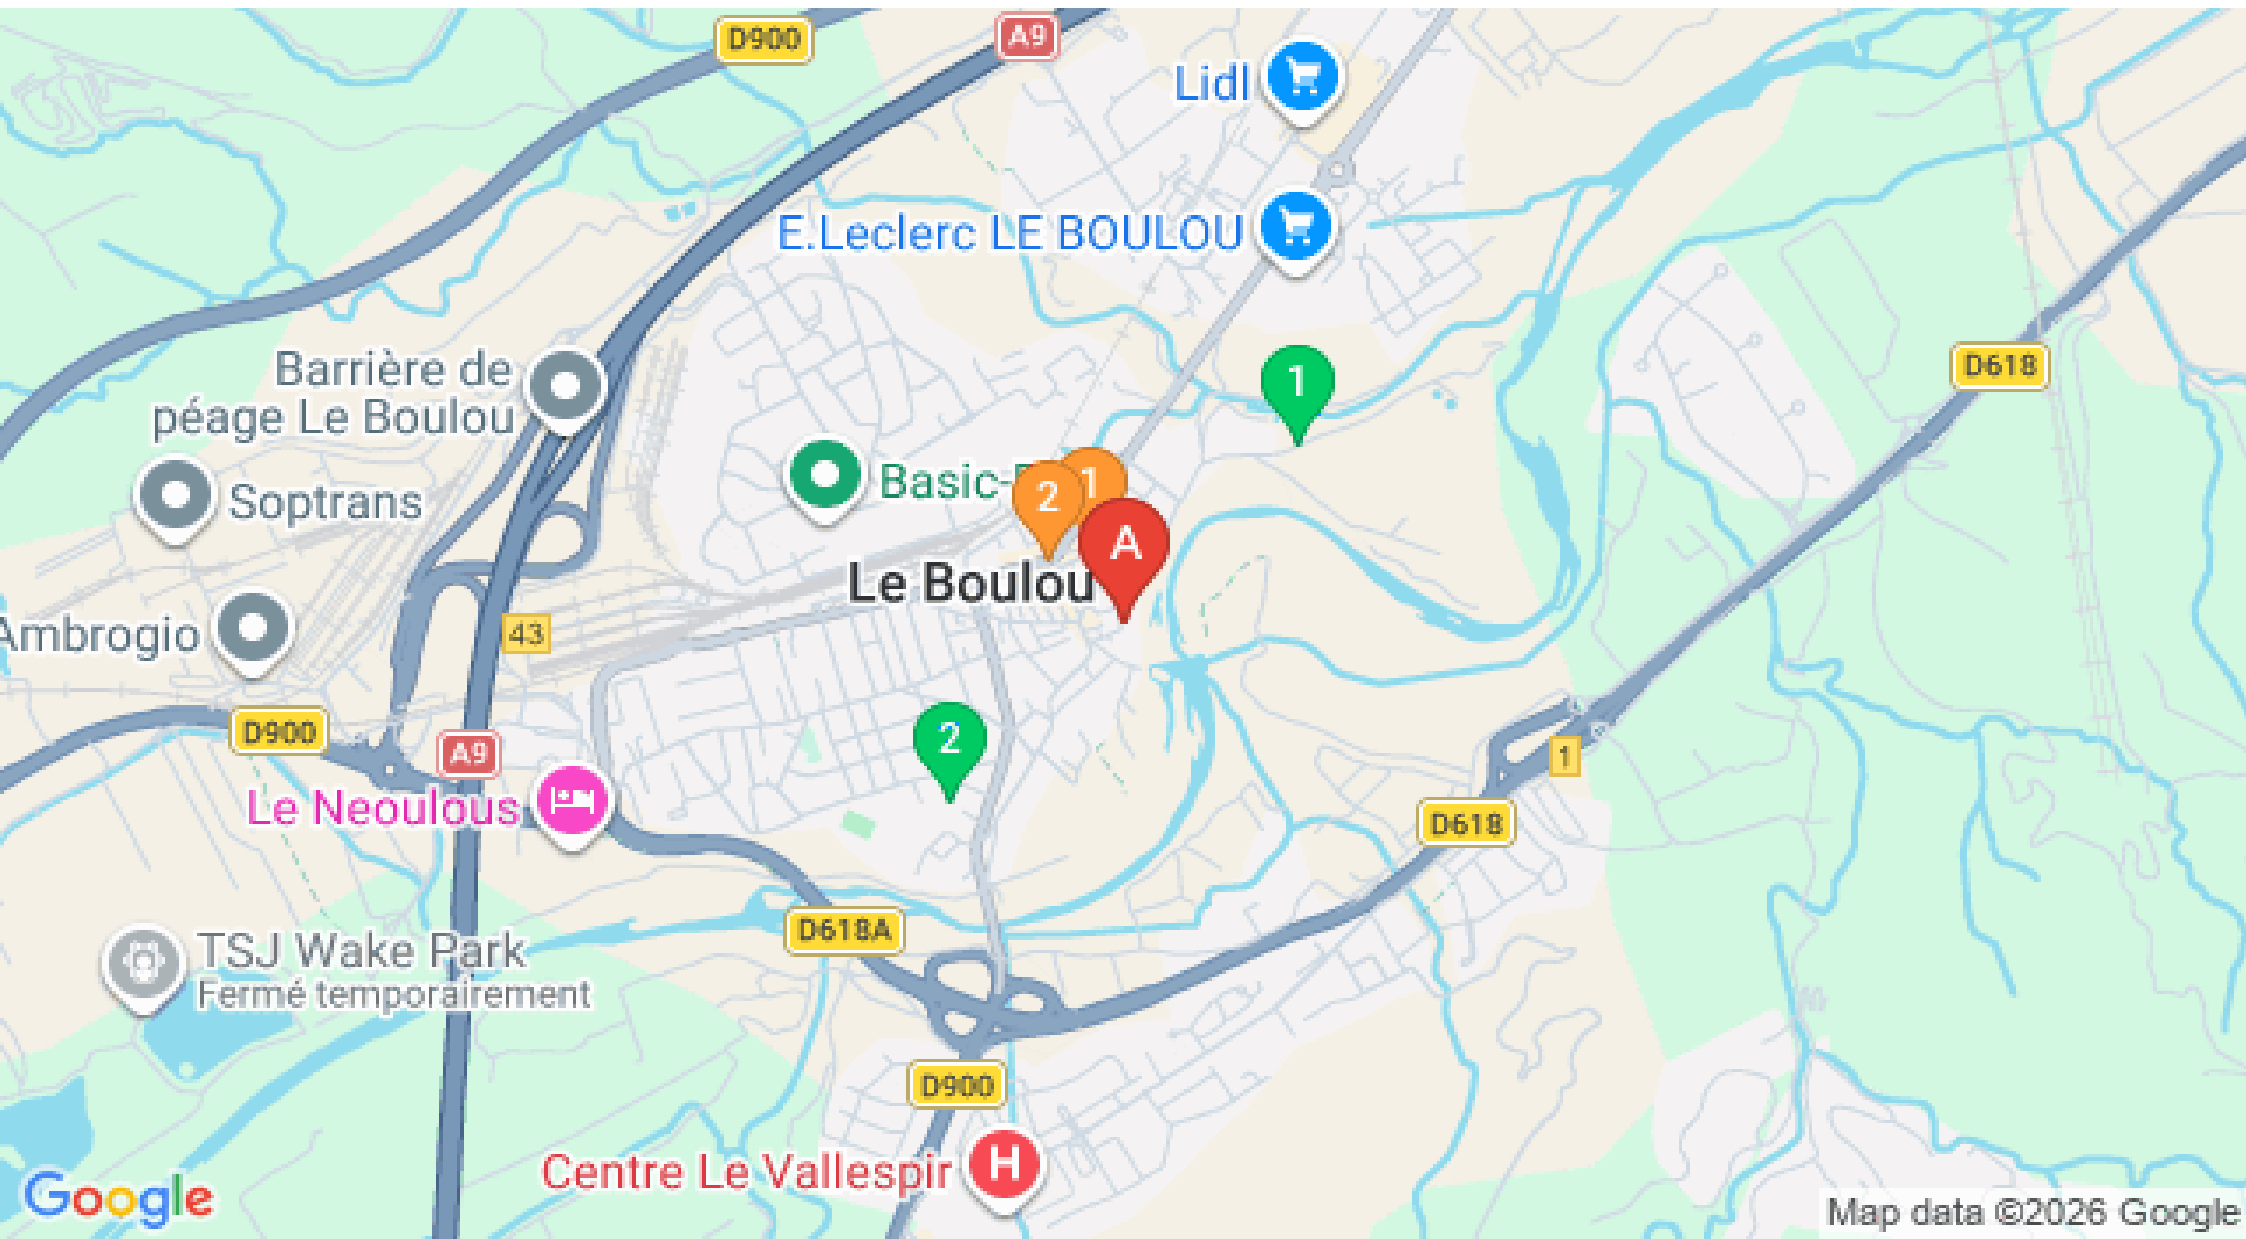 D900
A9
Lidl
E.Leclerc LE BOULOU
Barrière de
péage Le Boulou
D618
1
Basic-
1
2
Soptrans
A
Le Boulou
43
Ambrogio
D900
2
A9
1
Le Neoulous
D618
D618A
TSJ Wake Park
Fermé temporairement
D900
Centre Le Vallespir
H
Google
Map data ©2026 Google